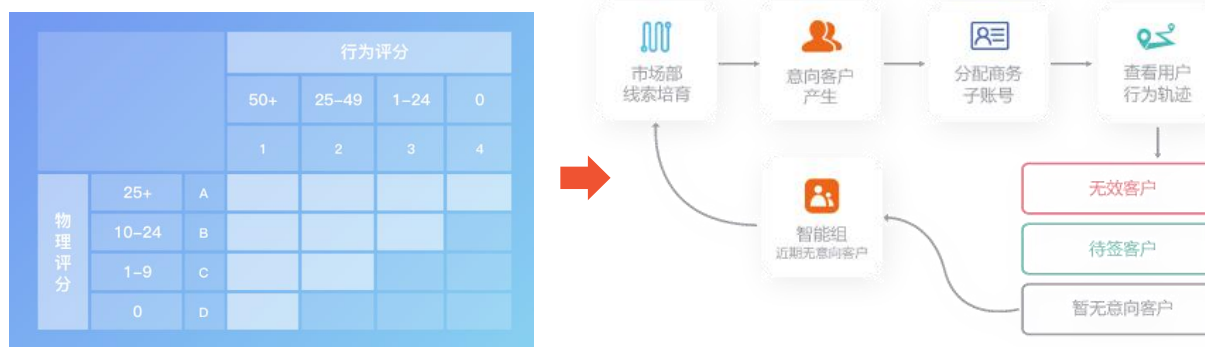 行为评分
50+
25-49
1-24
0
1
2
3
4
物理评分
25+
A
10-24
B
1-9
C
0
D
市场部
线索培育
意向客户
产生
分配商务
子账号
查看用户
行为轨迹
无效客户
待签客户
暂无意向客户
智能组
近期无意向客户